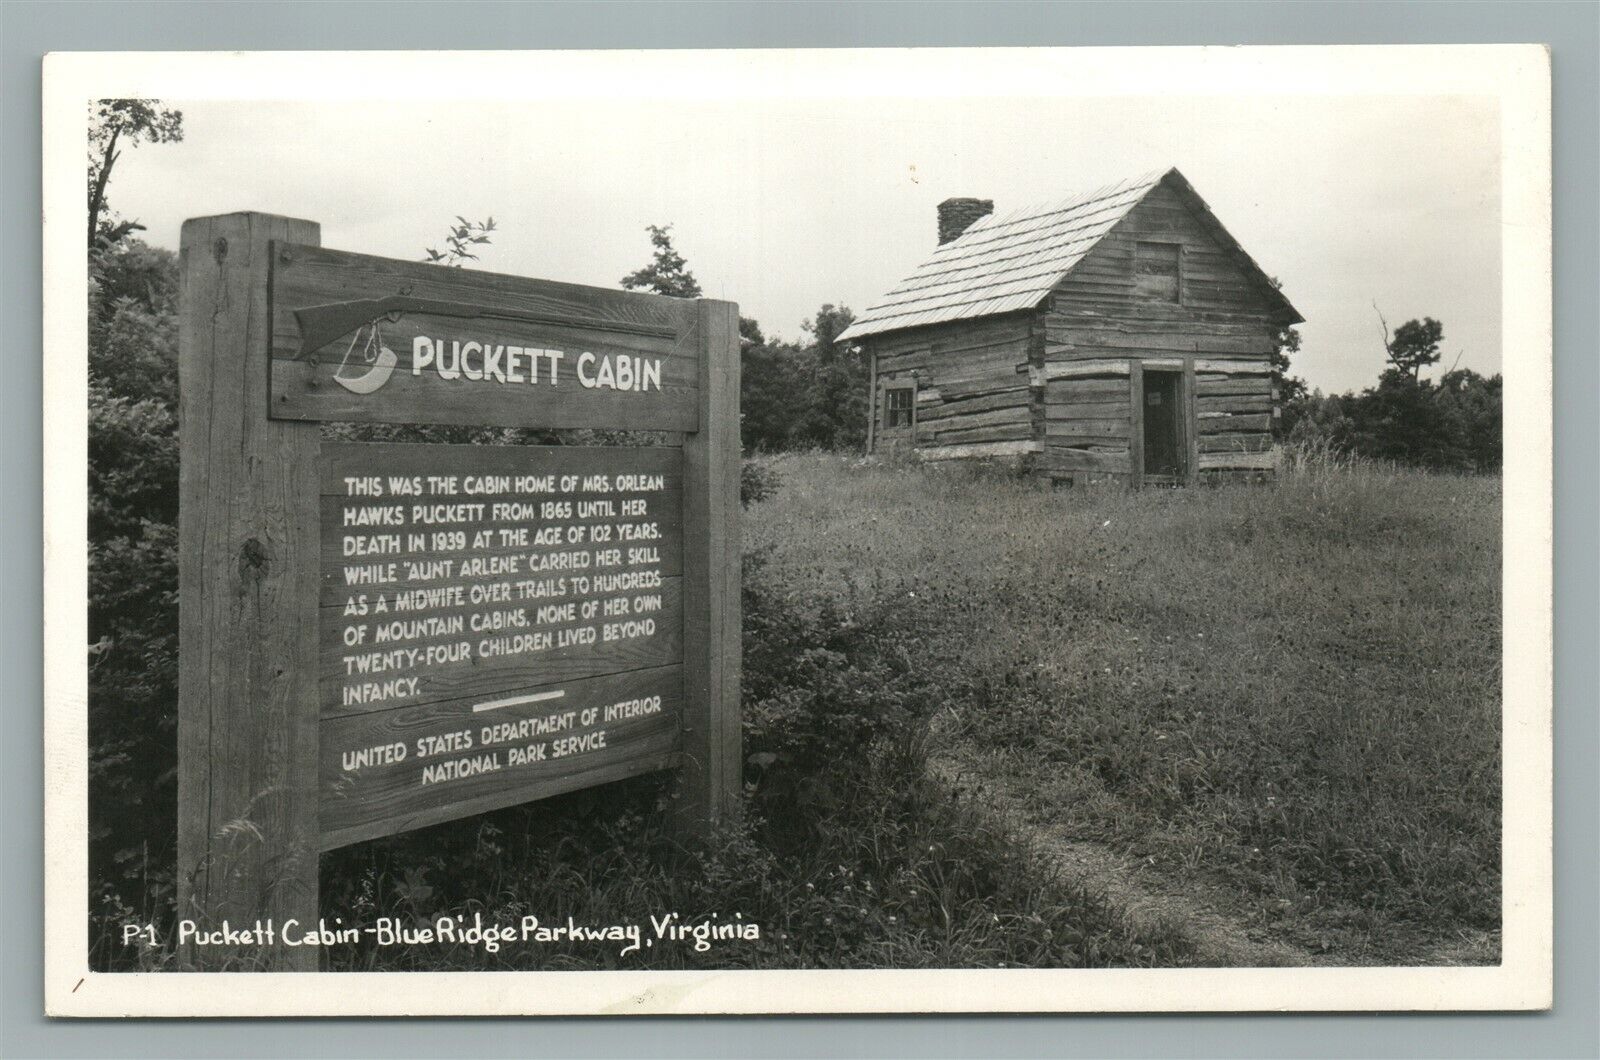 PUCKETT CABIN
THIS WAS THE CABIN HOME OF MRS. ORLEAN
HAWKS PUCKETT FROM 1865 UNTIL HER
DEATH IN 1939 AT THE AGE OF 102 YEARS.
WHILE "AUNT ARLENE" CARRIED HER SKILL
AS A MIDWIFE OVER TRAILS TO HUNDREDS
OF MOUNTAIN CABINS, NONE OF HER OWN
TWENTY-FOUR CHILDREN LIVED BEYOND
INFANCY.
UNITED STATES DEPARTMENT OF INTERIOR
NATIONAL PARK SERVICE
P-1 Puckett Cabin-Blue Ridge Parkway, Virginia